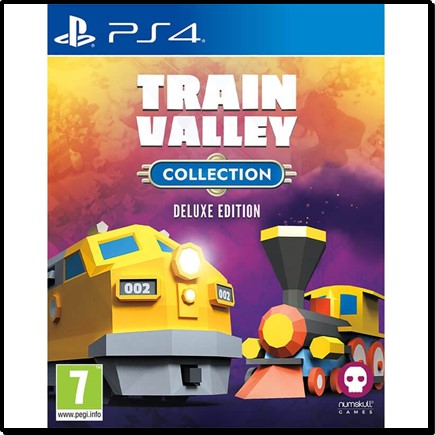 PS4
TRAIN
VALLEY
COLLECTION
DELUXE EDITION
002
002
7
www.pegi.info
numskull
GAMES